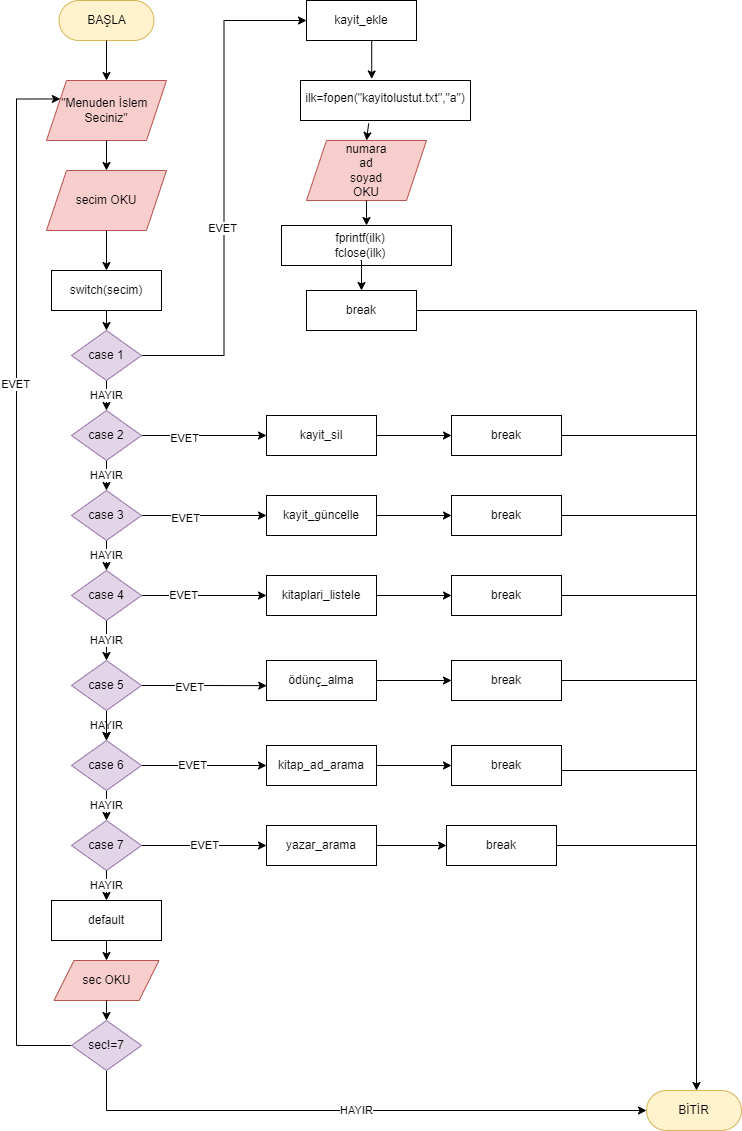 BAŞLA
kayit_ekle
"Menuden İslem
Seciniz"
ilk=fopen("kayitolustut.txt","a")
numara
ad
soyad
OKU
secim OKU
EVET
fprintf(ilk)
fclose(ilk)
switch(secim)
break
case 1
EVET
HAYIR
case 2
EVET
kayit_sil
break
HAYIR
case 3
EVET
kayit_güncelle
break
HAYIR
case 4
EVET
kitaplari_listele
break
HAYIR
case 5
EVET
ödünç_alma
break
HAYIR
case 6
EVET
kitap_ad_arama
break
HAYIR
case 7
EVET
yazar_arama
break
HAYIR
default
sec OKU
sec!=7
HAYIR
BİTİR